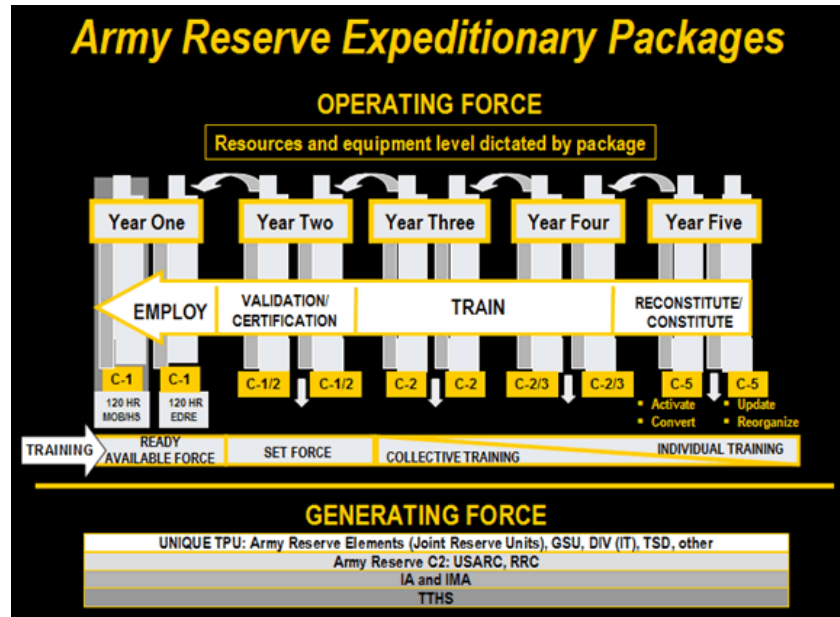 Army Reserve Expeditionary Packages
OPERATING FORCE
Resources and equipment level dictated by package
Year One
Year Two
Year Three
Year Four
Year Five
EMPLOY
VALIDATION/
CERTIFICATION
TRAIN
RECONSTITUTE/
CONSTITUTE
C-1
C-1
C-1/2
C-1/2
C-2
C-2
C-2/3
C-2/3
C-5
C-5
120 HR
MOB/HS
120 HR
EDRE
▪ Activate
▪ Convert
▪ Update
▪ Reorganize
TRAINING
READY
AVAILABLE FORCE
SET FORCE
COLLECTIVE TRAINING
INDIVIDUAL TRAINING
GENERATING FORCE
UNIQUE TPU: Army Reserve Elements (Joint Reserve Units), GSU, DIV (IT), TSD, other
Army Reserve C2: USARC, RRC
IA and IMA
TTHS